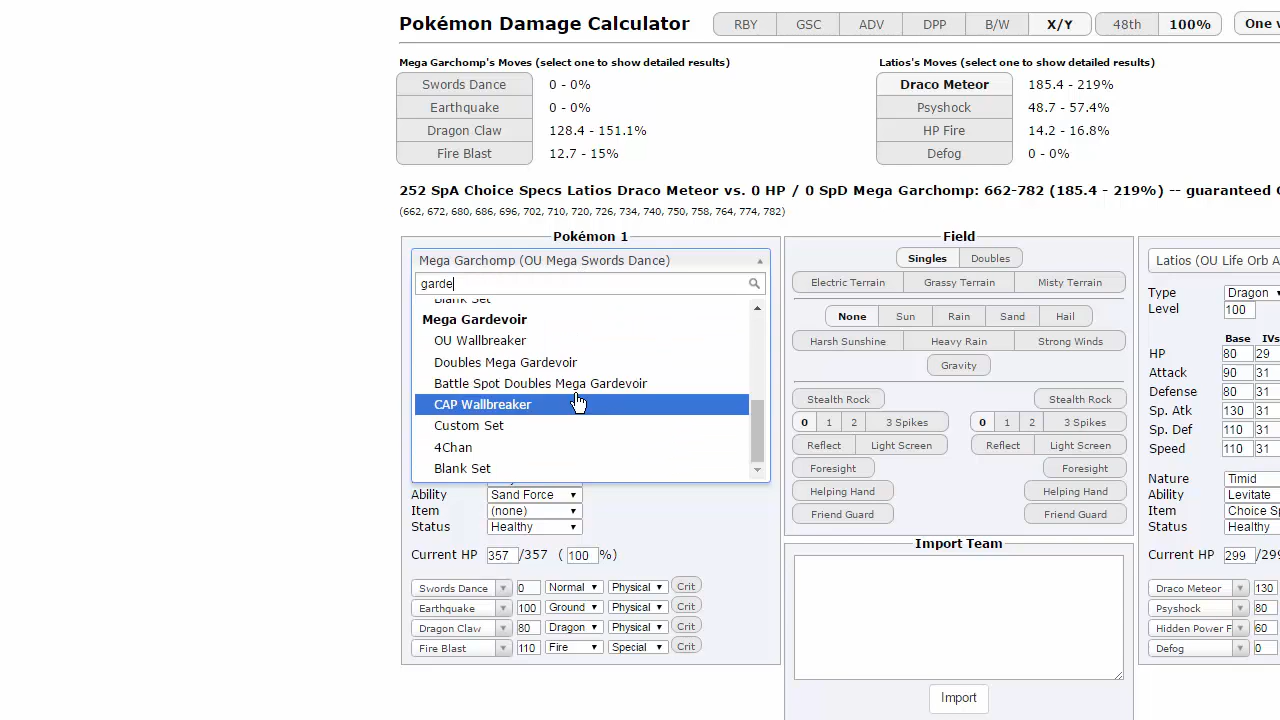 Pokémon Damage Calculator RBY GSC ADV DPP B/W X/Y 48th 100% One
Mega Garchomp's Moves (select one to show detailed results)
Swords Dance 0 - 0%
Earthquake 0 - 0%
Dragon Claw 128.4 - 151.1%
Fire Blast 12.7 - 15%
Latios's Moves (select one to show detailed results)
Draco Meteor 185.4 - 219%
Psyshock 48.7 - 57.4%
HP Fire 14.2 - 16.8%
Defog 0 - 0%
252 SpA Choice Specs Latios Draco Meteor vs. 0 HP / 0 SpD Mega Garchomp: 662-782 (185.4 - 219%) -- guaranteed
(662, 672, 680, 686, 696, 702, 710, 720, 726, 734, 740, 750, 758, 764, 774, 782)
Pokémon 1
Mega Garchomp (OU Mega Swords Dance)
garde
Blank Set
Mega Gardevoir
OU Wallbreaker
Doubles Mega Gardevoir
Battle Spot Doubles Mega Gardevoir
CAP Wallbreaker
Custom Set
4Chan
Blank Set
Ability Sand Force
Item (none)
Status Healthy
Current HP 357 /357 ( 100 %)
Swords Dance 0 Normal Physical Crit
Earthquake 100 Ground Physical Crit
Dragon Claw 80 Dragon Physical Crit
Fire Blast 110 Fire Special Crit
Field
Singles Doubles
Electric Terrain Grassy Terrain Misty Terrain
None Sun Rain Sand Hail
Harsh Sunshine Heavy Rain Strong Winds
Gravity
Stealth Rock Stealth Rock
0 1 2 3 Spikes 0 1 2 3 Spikes
Reflect Light Screen Reflect Light Screen
Foresight Foresight
Helping Hand Helping Hand
Friend Guard Friend Guard
Import Team
Import
Latios (OU Life Orb A
Type Dragon
Level 100
Base IVs
HP 80 29
Attack 90 31
Defense 80 31
Sp. Atk 130 31
Sp. Def 110 31
Speed 110 31
Nature Timid
Ability Levitate
Item Choice Sp
Status Healthy
Current HP 299 /299
Draco Meteor 130
Psyshock 80
Hidden Power F 60
Defog 0